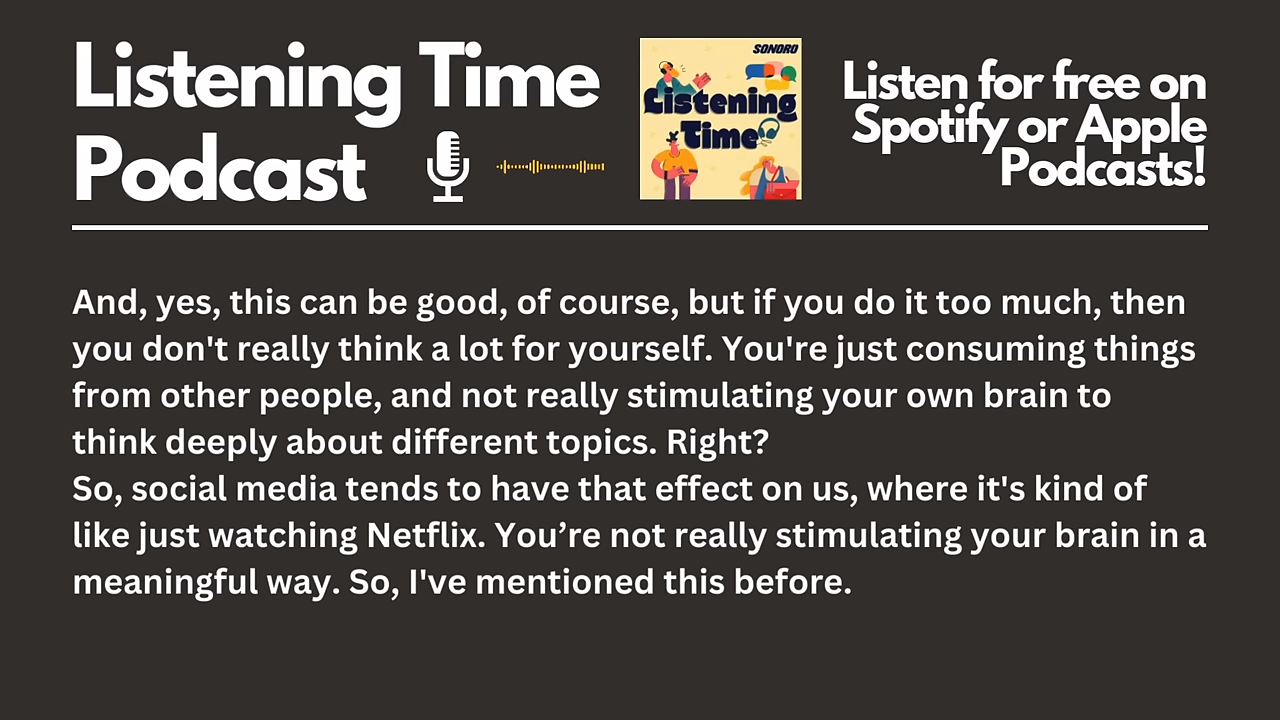 Listening Time
Podcast
SONORO
Listening
Time
Listen for free on
Spotify or Apple
Podcasts!
And, yes, this can be good, of course, but if you do it too much, then
you don't really think a lot for yourself. You're just consuming things
from other people, and not really stimulating your own brain to
think deeply about different topics. Right?
So, social media tends to have that effect on us, where it's kind of
like just watching Netflix. You’re not really stimulating your brain in a
meaningful way. So, I've mentioned this before.